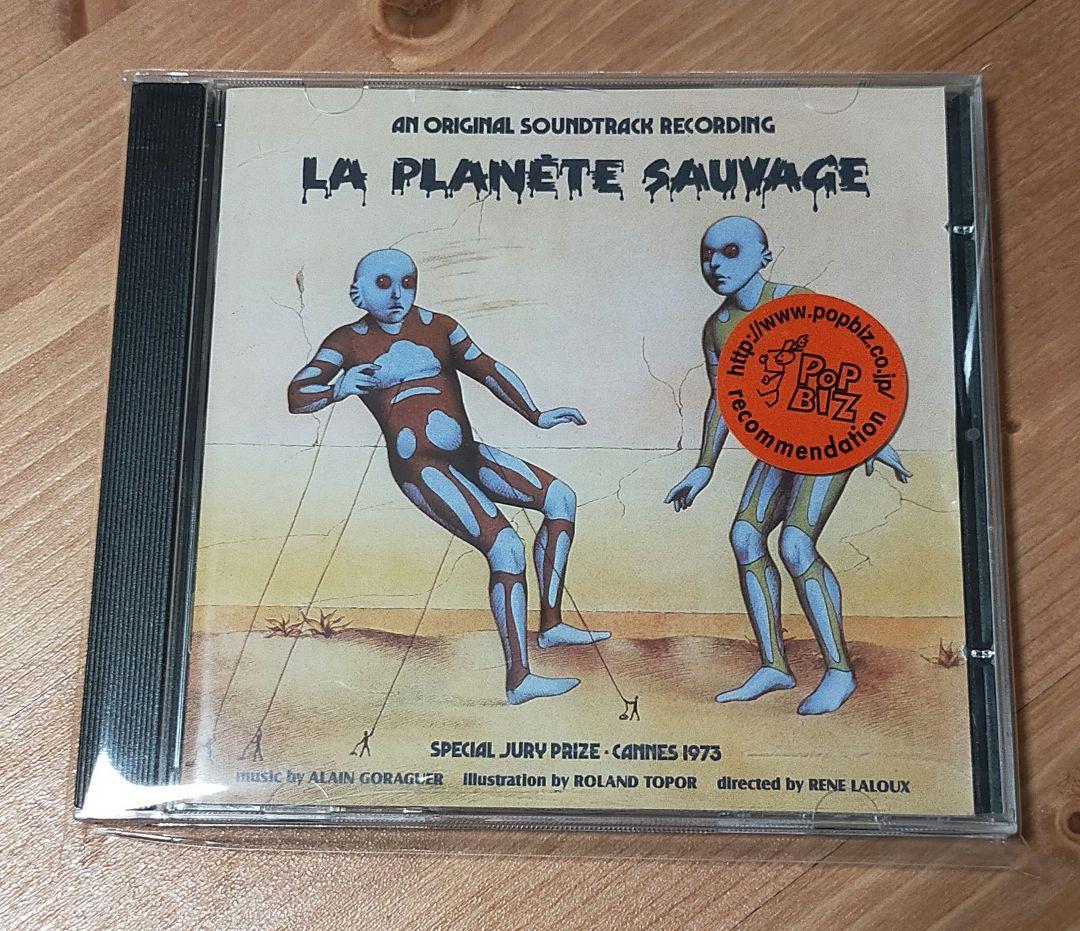 AN ORIGINAL SOUNDTRACK RECORDING
LA PLANÈTE SAUVAGE
http://www.popbiz.co.jp/
POP
BIZ
recommendation
SPECIAL JURY PRIZE · CANNES 1973
music by ALAIN GORAGUER illustration by ROLAND TOPOR directed by RENE LALOUX